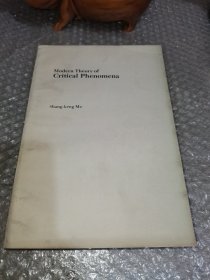 Modern Theory of
Critical Phenomena
Shang-keng Ma